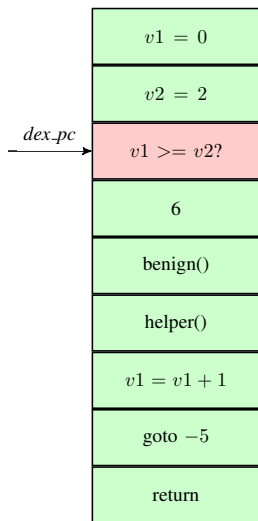 v1 = 0
v2 = 2
dex_pc
v1 >= v2?
6
benign()
helper()
v1 = v1 + 1
goto −5
return